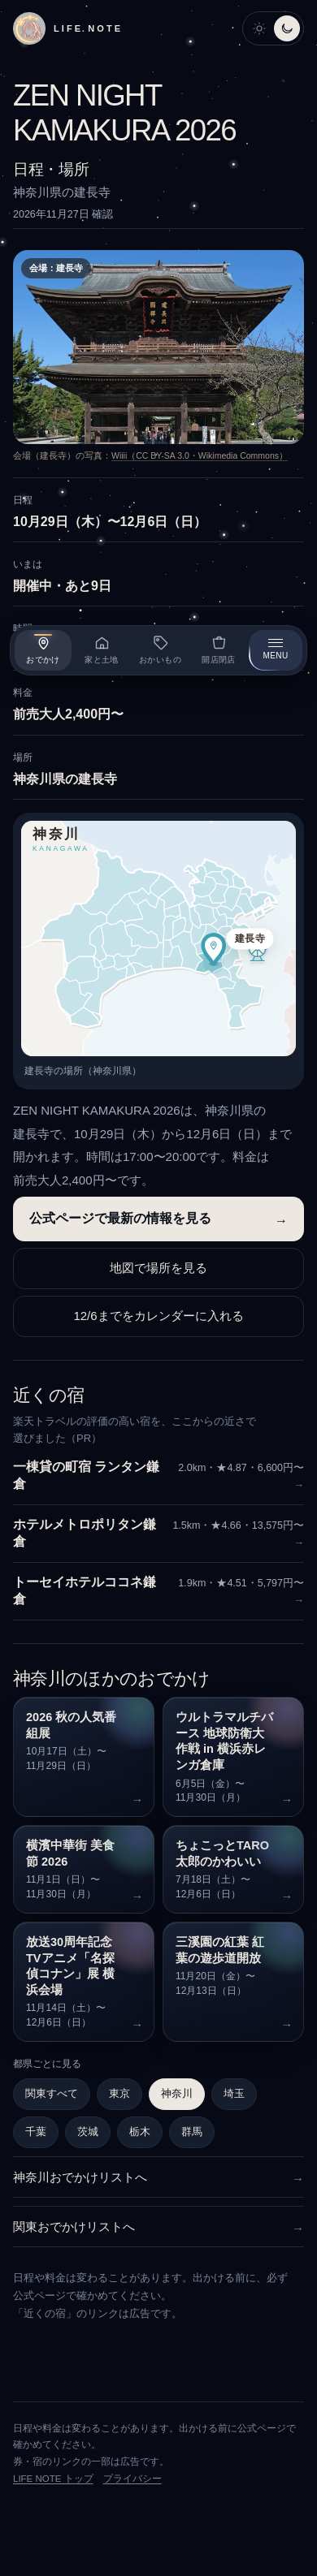 LIFE.NOTE
ZEN NIGHT
KAMAKURA 2026
日程・場所
神奈川県の建長寺
2026年11月27日 確認
会場：建長寺
会場（建長寺）の写真：Wiiii（CC BY-SA 3.0・Wikimedia Commons）
日程
10月29日（木）〜12月6日（日）
いまは
開催中・あと9日
おでかけ
家と土地
おかいもの
開店閉店
MENU
料金
前売大人2,400円〜
場所
神奈川県の建長寺
神奈川
KANAGAWA
建長寺
建長寺の場所（神奈川県）
ZEN NIGHT KAMAKURA 2026は、神奈川県の
建長寺で、10月29日（木）から12月6日（日）まで
開かれます。時間は17:00〜20:00です。料金は
前売大人2,400円〜です。
公式ページで最新の情報を見る →
地図で場所を見る
12/6までをカレンダーに入れる
近くの宿
楽天トラベルの評価の高い宿を、ここからの近さで
選びました（PR）
一棟貸の町宿 ランタン鎌
倉
2.0km・★4.87・6,600円〜
→
ホテルメトロポリタン鎌
倉
1.5km・★4.66・13,575円〜
→
トーセイホテルココネ鎌
倉
1.9km・★4.51・5,797円〜
→
神奈川のほかのおでかけ
2026 秋の人気番
組展
10月17日（土）〜
11月29日（日）
→
ウルトラマルチバ
ース 地球防衛大
作戦 in 横浜赤レ
ンガ倉庫
6月5日（金）〜
11月30日（月）
→
横濱中華街 美食
節 2026
11月1日（日）〜
11月30日（月）
→
ちょこっとTARO
太郎のかわいい
7月18日（土）〜
12月6日（日）
→
放送30周年記念
TVアニメ「名探
偵コナン」展 横
浜会場
11月14日（土）〜
12月6日（日）
→
三溪園の紅葉 紅
葉の遊歩道開放
11月20日（金）〜
12月13日（日）
→
都県ごとに見る
関東すべて
東京
神奈川
埼玉
千葉
茨城
栃木
群馬
神奈川おでかけリストへ →
関東おでかけリストへ →
日程や料金は変わることがあります。出かける前に、必ず
公式ページで確かめてください。
「近くの宿」のリンクは広告です。
日程や料金は変わることがあります。出かける前に公式ページで
確かめてください。
券・宿のリンクの一部は広告です。
LIFE NOTE トップ プライバシー